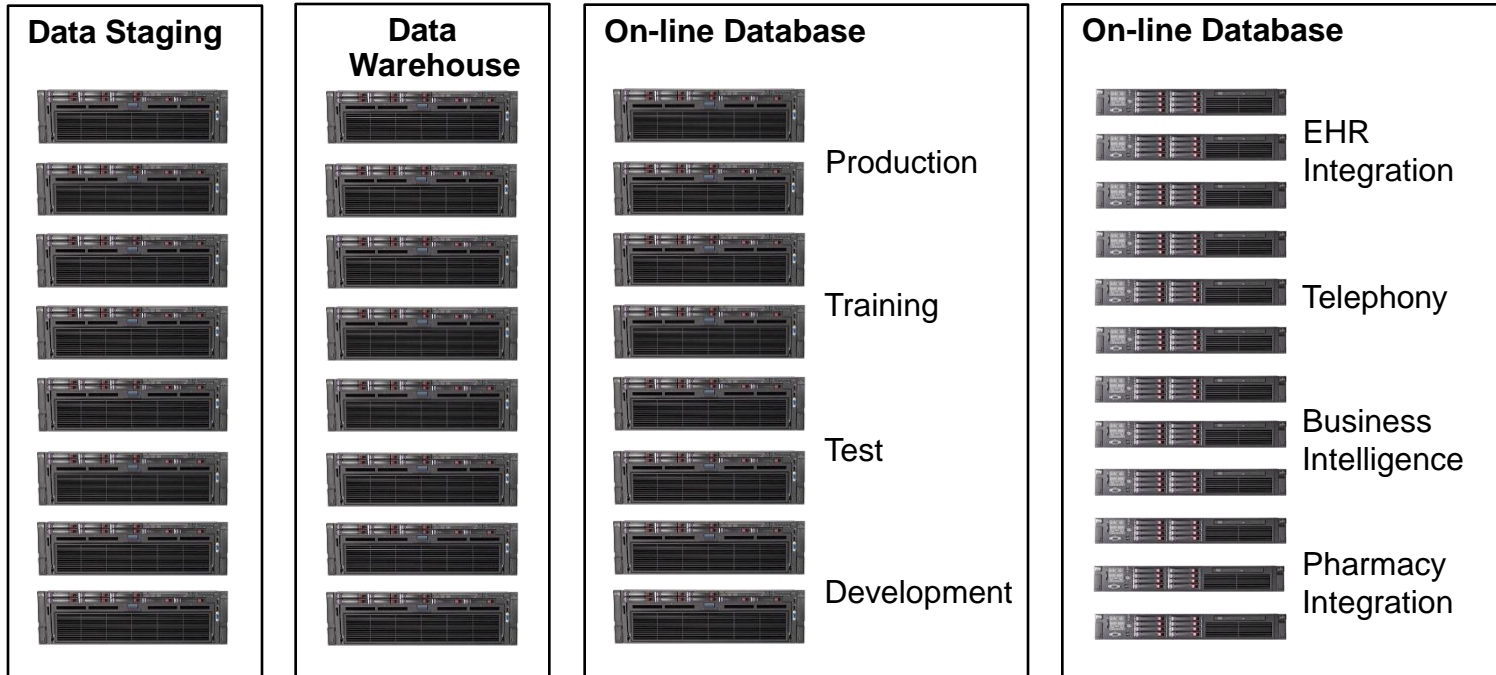 Data Staging
Data
Warehouse
On-line Database
Production
Training
Test
Development
On-line Database
EHR
Integration
Telephony
Business
Intelligence
Pharmacy
Integration